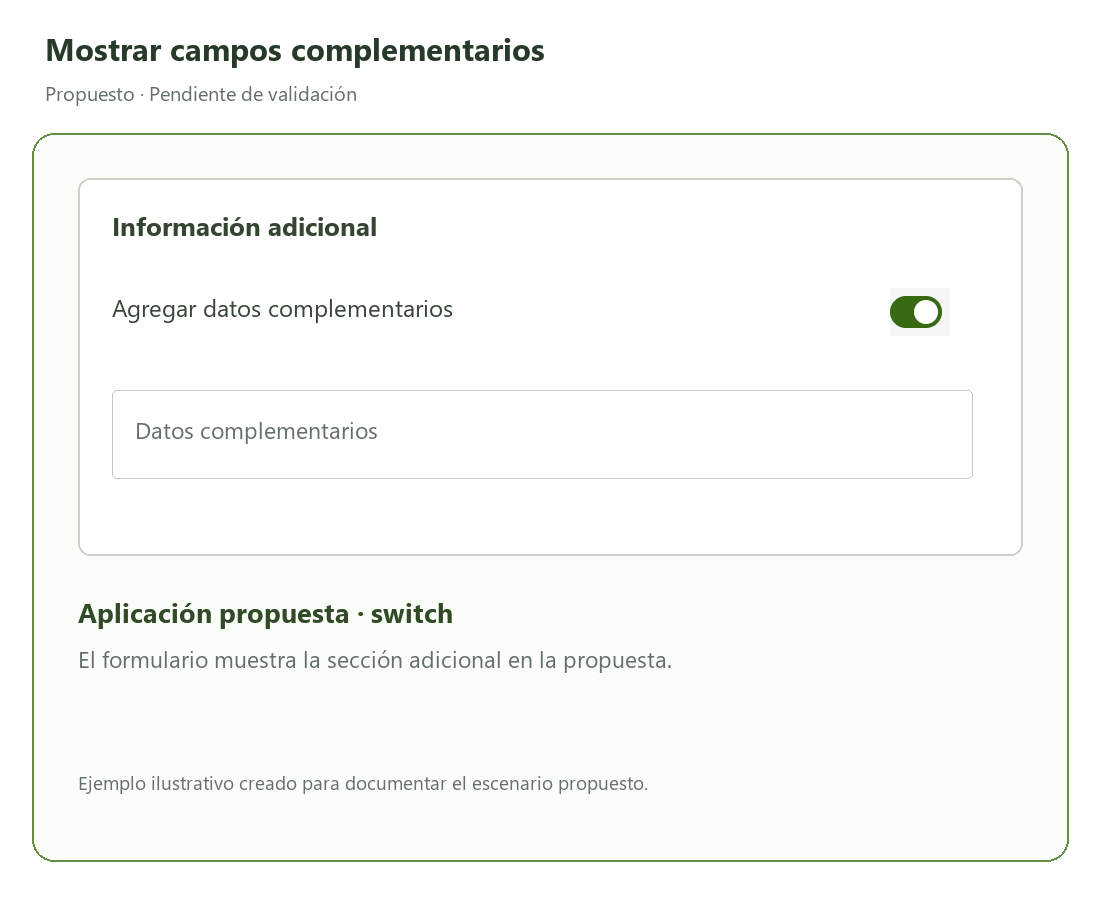 Mostrar campos complementarios
Propuesto · Pendiente de validación
Información adicional
Agregar datos complementarios
Datos complementarios
Aplicación propuesta · switch
El formulario muestra la sección adicional en la propuesta.
Ejemplo ilustrativo creado para documentar el escenario propuesto.